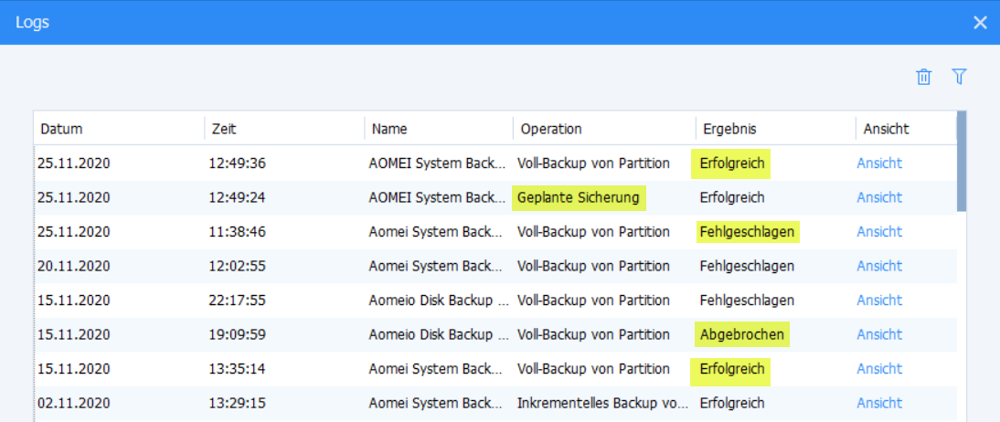 Logs
Datum Zeit Name Operation Ergebnis Ansicht
25.11.2020 12:49:36 AOMEI System Back... Voll-Backup von Partition Erfolgreich Ansicht
25.11.2020 12:49:24 AOMEI System Back... Geplante Sicherung Erfolgreich Ansicht
25.11.2020 11:38:46 Aomei System Back... Voll-Backup von Partition Fehlgeschlagen Ansicht
20.11.2020 12:02:55 Aomei System Back... Voll-Backup von Partition Fehlgeschlagen Ansicht
15.11.2020 22:17:55 Aomeio Disk Backup ... Voll-Backup von Partition Fehlgeschlagen Ansicht
15.11.2020 19:09:59 Aomeio Disk Backup ... Voll-Backup von Partition Abgebrochen Ansicht
15.11.2020 13:35:14 Aomei System Back... Voll-Backup von Partition Erfolgreich Ansicht
02.11.2020 13:29:15 Aomei System Back... Inkrementelles Backup vo... Erfolgreich Ansicht